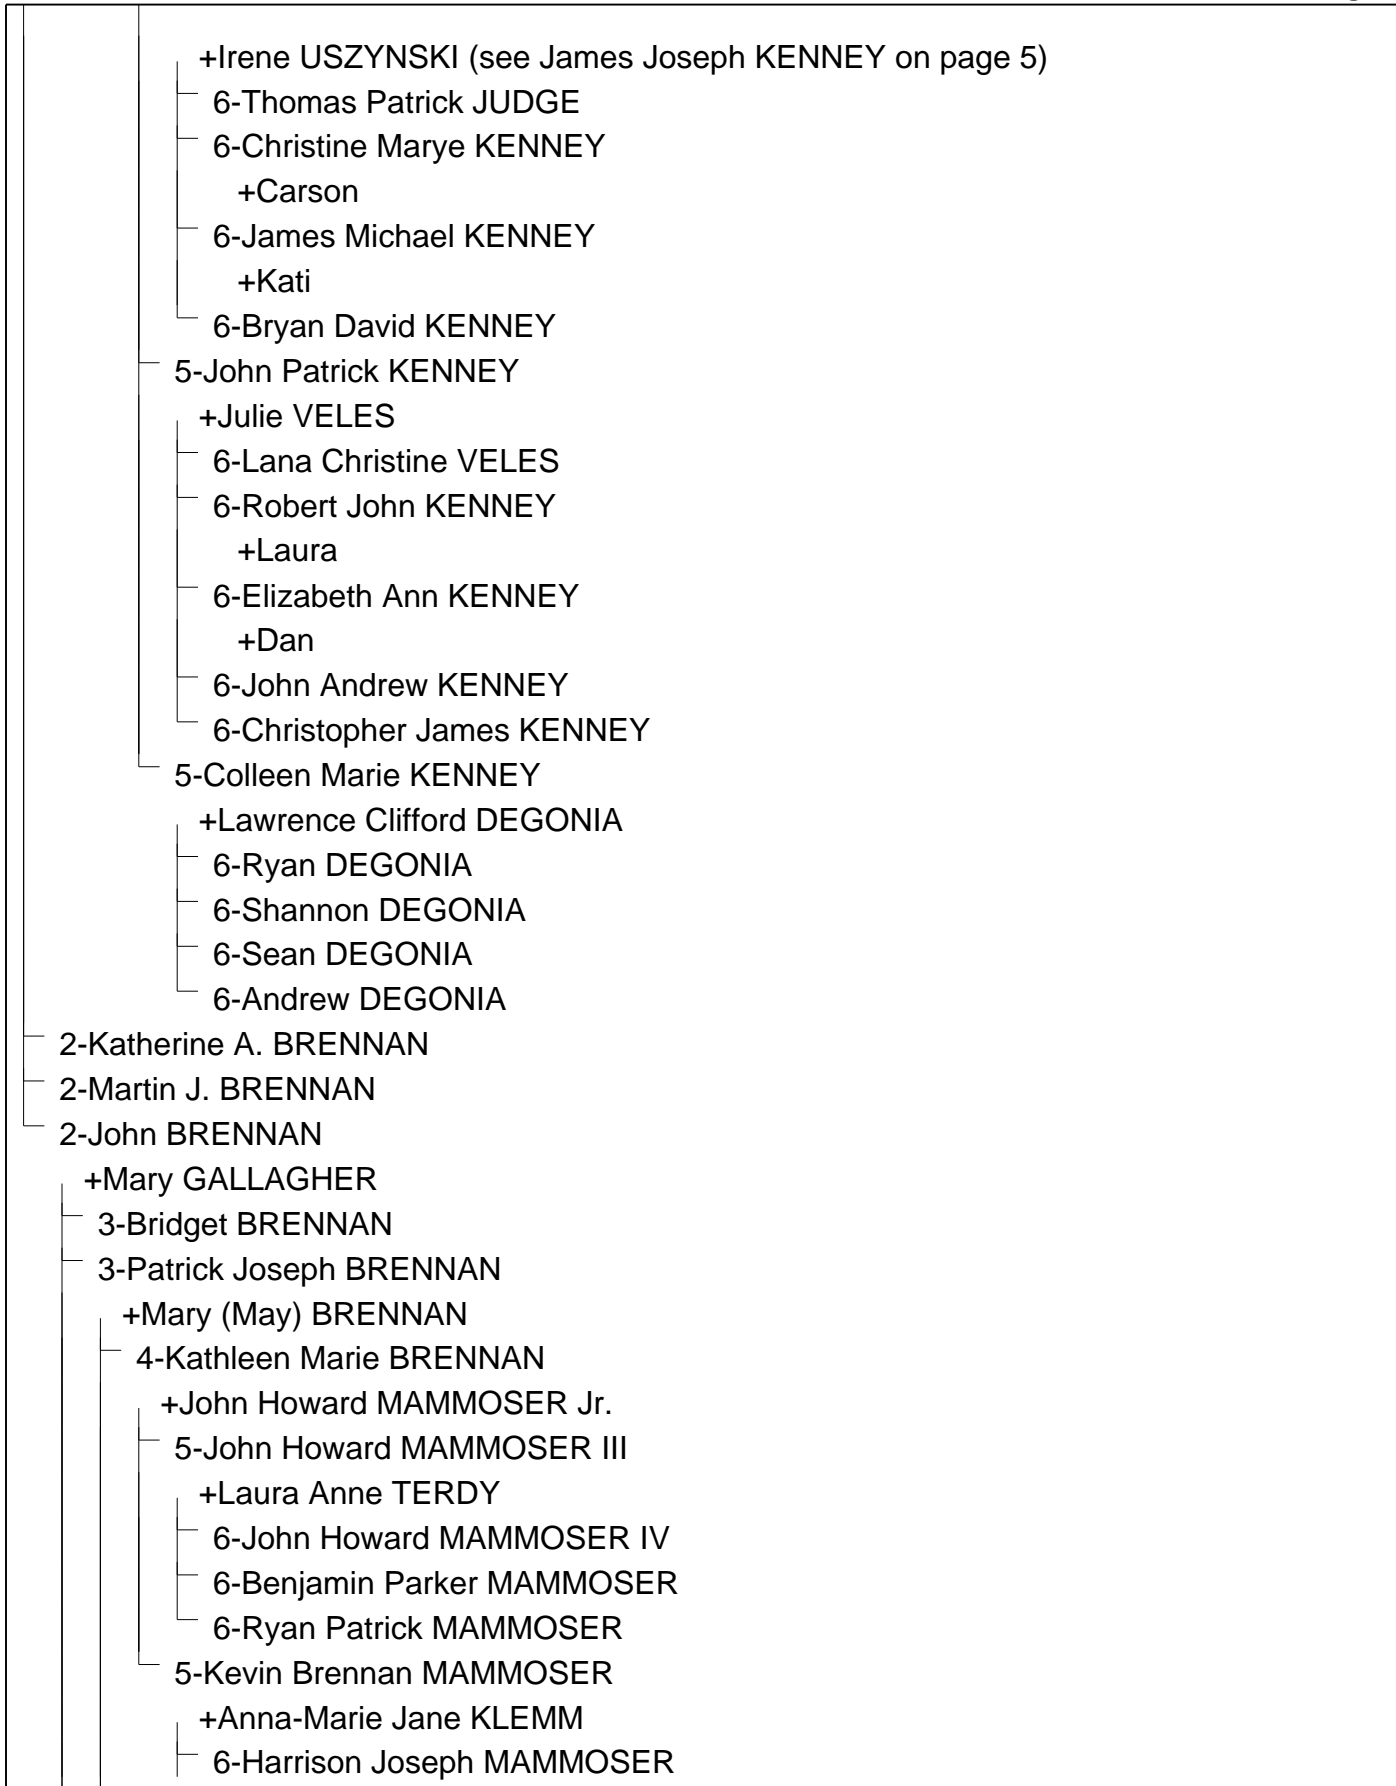 +Irene USZYNSKI (see James Joseph KENNEY on page 5)
6-Thomas Patrick JUDGE
6-Christine Marye KENNEY
+Carson
6-James Michael KENNEY
+Kati
6-Bryan David KENNEY
5-John Patrick KENNEY
+Julie VELES
6-Lana Christine VELES
6-Robert John KENNEY
+Laura
6-Elizabeth Ann KENNEY
+Dan
6-John Andrew KENNEY
6-Christopher James KENNEY
5-Colleen Marie KENNEY
+Lawrence Clifford DEGONIA
6-Ryan DEGONIA
6-Shannon DEGONIA
6-Sean DEGONIA
6-Andrew DEGONIA
2-Katherine A. BRENNAN
2-Martin J. BRENNAN
2-John BRENNAN
+Mary GALLAGHER
3-Bridget BRENNAN
3-Patrick Joseph BRENNAN
+Mary (May) BRENNAN
4-Kathleen Marie BRENNAN
+John Howard MAMMOSER Jr.
5-John Howard MAMMOSER III
+Laura Anne TERDY
6-John Howard MAMMOSER IV
6-Benjamin Parker MAMMOSER
6-Ryan Patrick MAMMOSER
5-Kevin Brennan MAMMOSER
+Anna-Marie Jane KLEMM
6-Harrison Joseph MAMMOSER